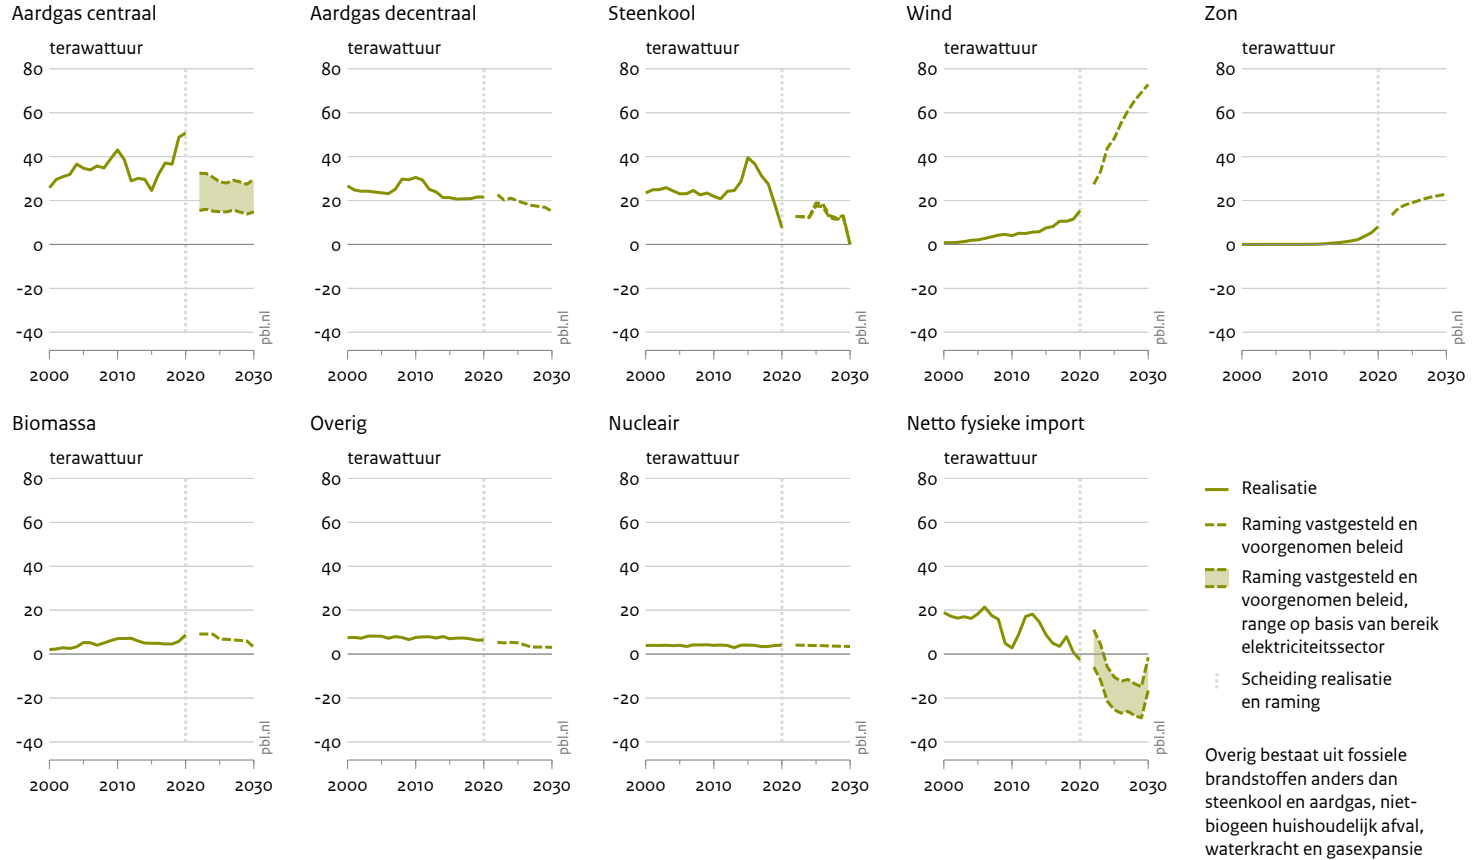 Aardgas centraal
terawattuur
80
60
40
20
0
-20
-40
2000 2010 2020 2030
pbl.nl
Aardgas decentraal
terawattuur
80
60
40
20
0
-20
-40
2000 2010 2020 2030
pbl.nl
Steenkool
terawattuur
80
60
40
20
0
-20
-40
2000 2010 2020 2030
pbl.nl
Wind
terawattuur
80
60
40
20
0
-20
-40
2000 2010 2020 2030
pbl.nl
Zon
terawattuur
80
60
40
20
0
-20
-40
2000 2010 2020 2030
pbl.nl
Biomassa
terawattuur
80
60
40
20
0
-20
-40
2000 2010 2020 2030
pbl.nl
Overig
terawattuur
80
60
40
20
0
-20
-40
2000 2010 2020 2030
pbl.nl
Nucleair
terawattuur
80
60
40
20
0
-20
-40
2000 2010 2020 2030
pbl.nl
Netto fysieke import
terawattuur
80
60
40
20
0
-20
-40
2000 2010 2020 2030
pbl.nl
Realisatie
Raming vastgesteld en
voorgenomen beleid
Raming vastgesteld en
voorgenomen beleid,
range op basis van bereik
elektriciteitssector
Scheiding realisatie
en raming
Overig bestaat uit fossiele
brandstoffen anders dan
steenkool en aardgas, niet-
biogeen huishoudelijk afval,
waterkracht en gasexpansie